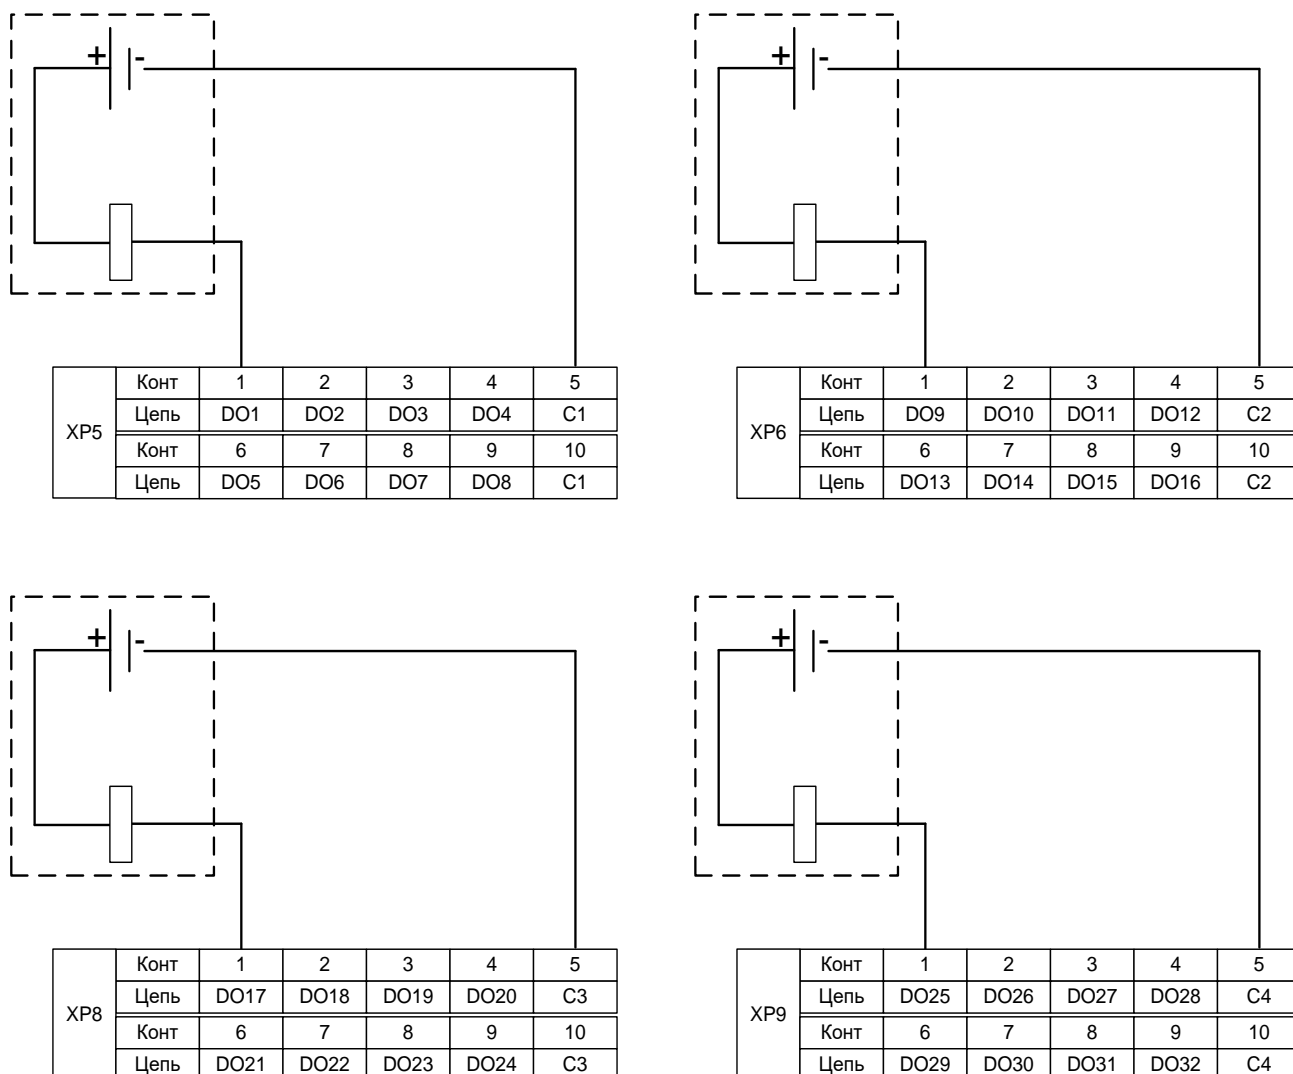 + -
+ -
XP5
Конт 1 2 3 4 5
Цепь DO1 DO2 DO3 DO4 C1
Конт 6 7 8 9 10
Цепь DO5 DO6 DO7 DO8 C1
XP6
Конт 1 2 3 4 5
Цепь DO9 DO10 DO11 DO12 C2
Конт 6 7 8 9 10
Цепь DO13 DO14 DO15 DO16 C2
+ -
+ -
XP8
Конт 1 2 3 4 5
Цепь DO17 DO18 DO19 DO20 C3
Конт 6 7 8 9 10
Цепь DO21 DO22 DO23 DO24 C3
XP9
Конт 1 2 3 4 5
Цепь DO25 DO26 DO27 DO28 C4
Конт 6 7 8 9 10
Цепь DO29 DO30 DO31 DO32 C4